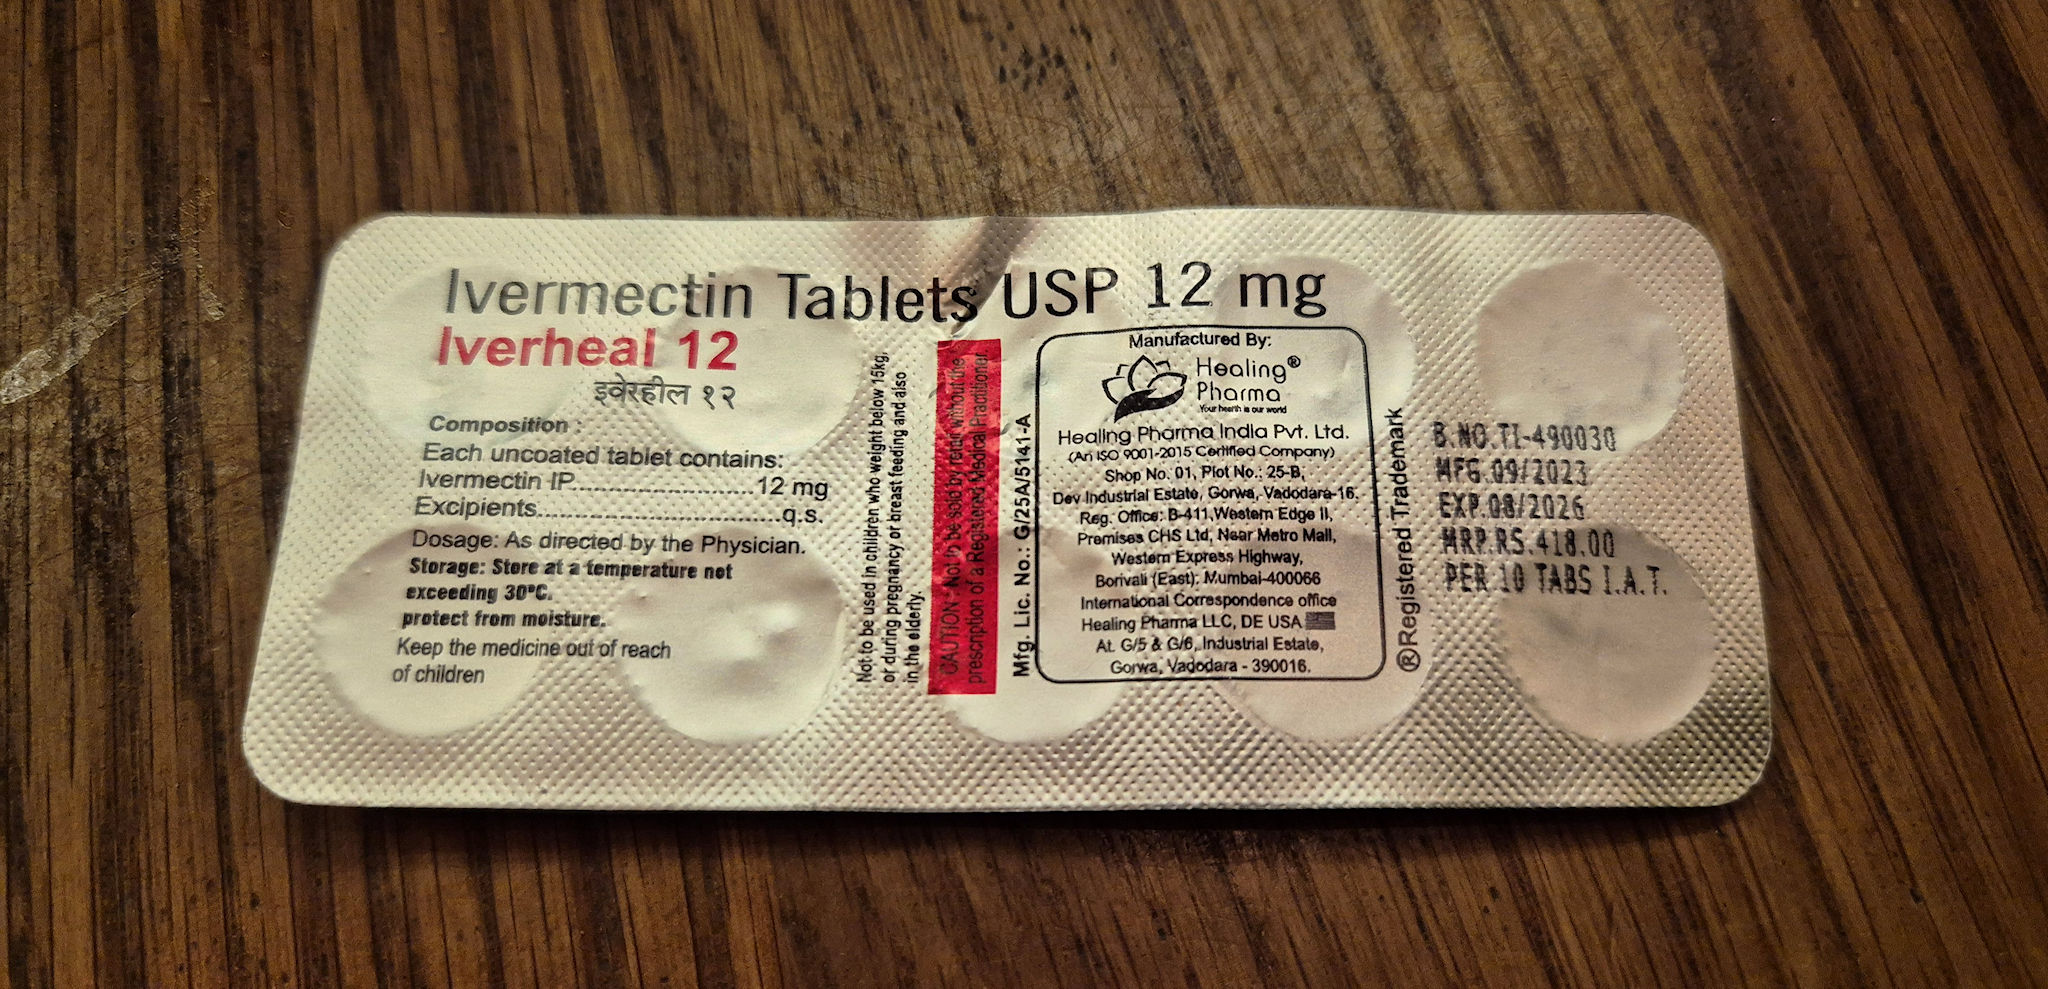 Ivermectin Tablets USP 12 mg
Iverheal 12
इवेरहील १२
Composition :
Each uncoated tablet contains:
Ivermectin IP..........................12 mg
Excipients....................................q.s.
Dosage: As directed by the Physician.
Storage: Store at a temperature not
exceeding 30°C.
protect from moisture.
Keep the medicine out of reach
of children
Not to be used in children who weight below 15kg,
or during pregnancy or breast feeding and also
in the elderly.
CAUTION - Not to be sold by retail without the
prescription of a Registered Medical Practitioner
Mfg. Lic. No.: G/25A/5141-A
Manufactured By:
Healing®
Pharma
Your health is our world
Healing Pharma India Pvt. Ltd.
(An ISO 9001-2015 Certified Company)
Shop No. 01, Plot No.: 25-B,
Dev Industrial Estate, Gorwa, Vadodara-16.
Reg. Office: B-411,Western Edge II,
Premises CHS Ltd, Near Metro Mall,
Western Express Highway,
Borivali (East); Mumbai-400066
International Correspondence office
Healing Pharma LLC, DE USA
At. G/5 & G/6, Industrial Estate,
Gorwa, Vadodara - 390016.
®Registered Trademark
B.NO.TI-490030
MFG.09/2023
EXP.08/2026
MRP.RS.418.00
PER 10 TABS I.A.T.